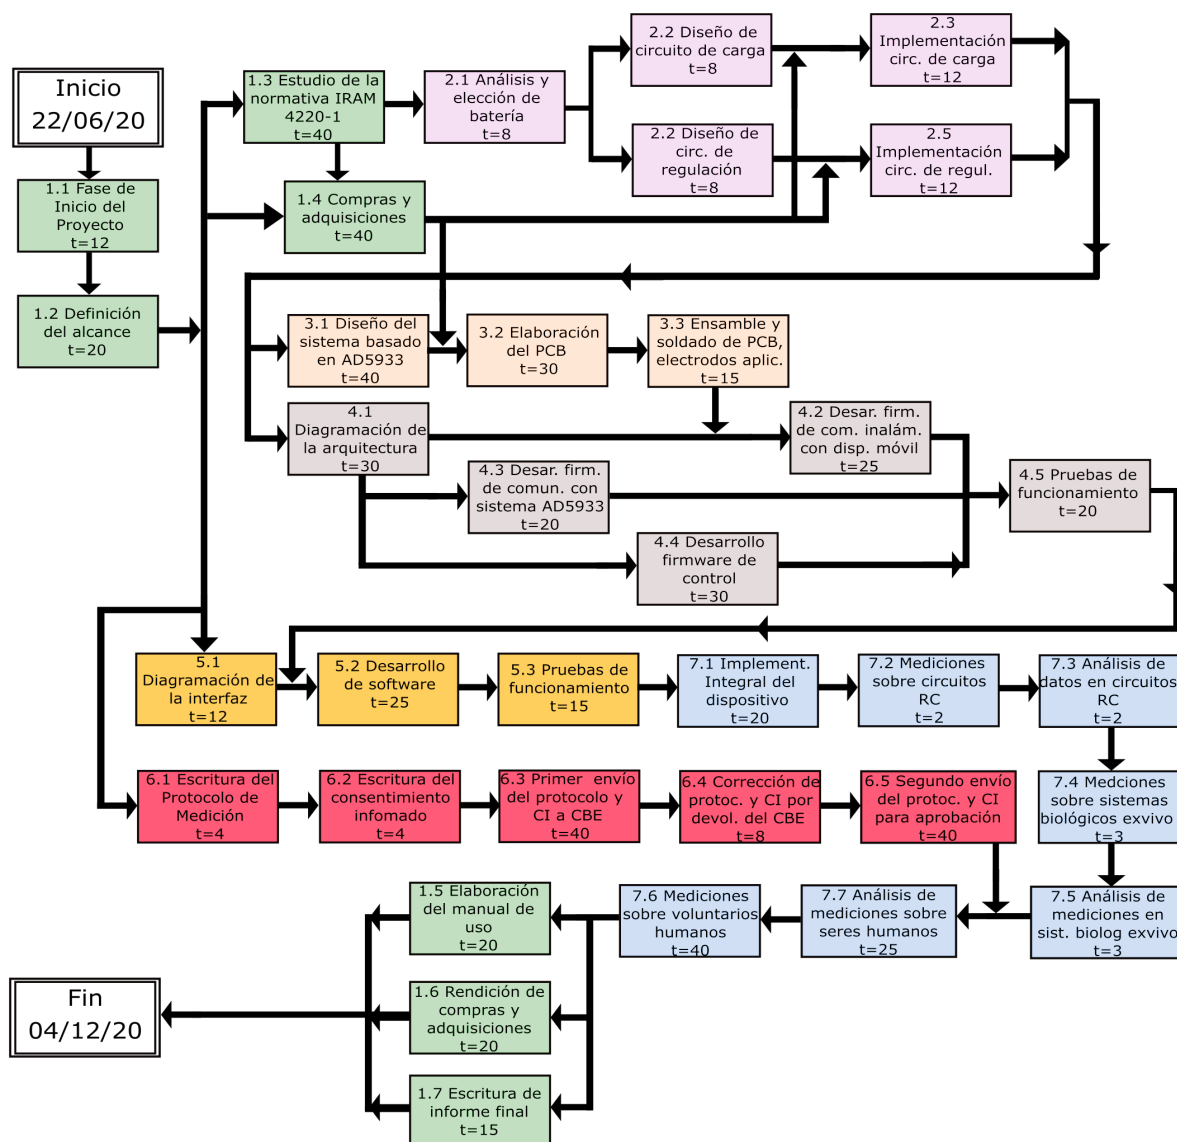 Inicio
22/06/20
1.1 Fase de
Inicio del
Proyecto
t=12
1.2 Definición
del alcance
t=20
1.3 Estudio de la
normativa IRAM
4220-1
t=40
1.4 Compras y
adquisiciones
t=40
2.1 Análisis y
elección de
batería
t=8
2.2 Diseño de
circuito de carga
t=8
2.3
Implementación
circ. de carga
t=12
2.2 Diseño de
circ. de
regulación
t=8
2.5
Implementación
circ. de regul.
t=12
3.1 Diseño del
sistema basado
en AD5933
t=40
3.2 Elaboración
del PCB
t=30
3.3 Ensamble y
soldado de PCB,
electrodos aplic.
t=15
4.1
Diagramación de
la arquitectura
t=30
4.2 Desar. firm.
de com. inalám.
con disp. móvil
t=25
4.3 Desar. firm.
de comun. con
sistema AD5933
t=20
4.4 Desarrollo
firmware de
control
t=30
4.5 Pruebas de
funcionamiento
t=20
5.1
Diagramación de
la interfaz
t=12
5.2 Desarrollo
de software
t=25
5.3 Pruebas de
funcionamiento
t=15
7.1 Implement.
Integral del
dispositivo
t=20
7.2 Mediciones
sobre circuitos
RC
t=2
7.3 Análisis de
datos en circuitos
RC
t=2
6.1 Escritura del
Protocolo de
Medición
t=4
6.2 Escritura del
consentimiento
infomado
t=4
6.3 Primer envío
del protocolo y
CI a CBE
t=40
6.4 Corrección de
protoc. y CI por
devol. del CBE
t=8
6.5 Segundo envío
del protoc. y CI
para aprobación
t=40
7.4 Medciones
sobre sistemas
biológicos exvivo
t=3
7.5 Análisis de
mediciones en
sist. biolog exvivo
t=3
7.7 Análisis de
mediciones sobre
seres humanos
t=25
7.6 Mediciones
sobre voluntarios
humanos
t=40
1.5 Elaboración
del manual de
uso
t=20
1.6 Rendición de
compras y
adquisiciones
t=20
1.7 Escritura de
informe final
t=15
Fin
04/12/20